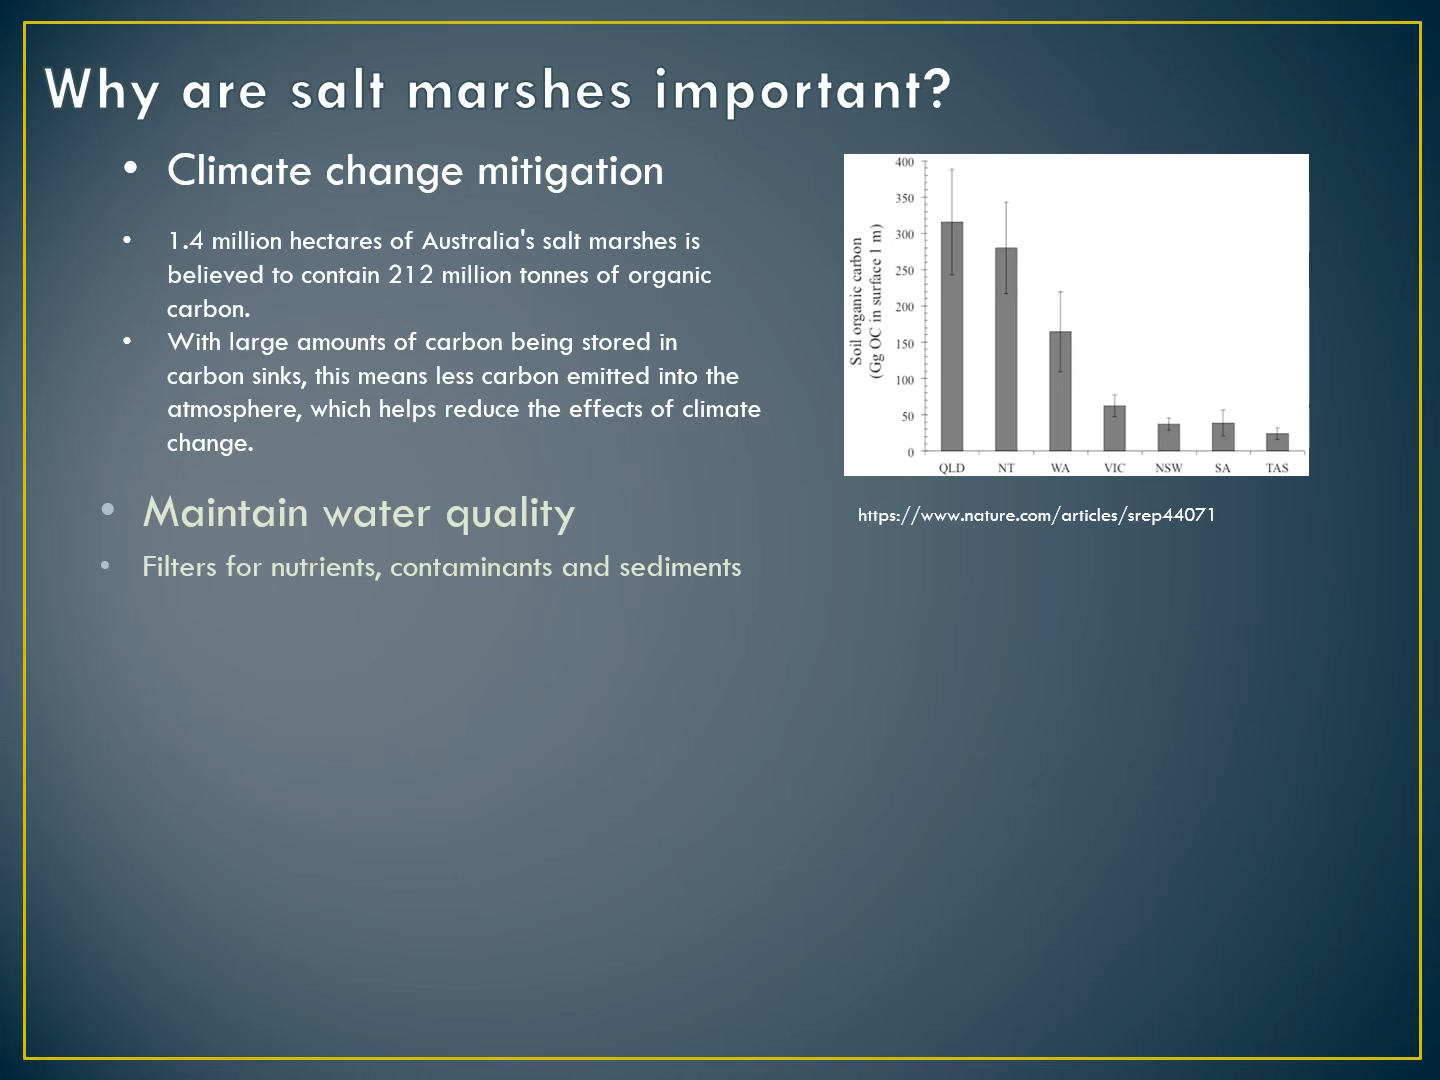 Why are salt marshes important?
• Climate change mitigation
• 1.4 million hectares of Australia's salt marshes is
believed to contain 212 million tonnes of organic
carbon.
• With large amounts of carbon being stored in
carbon sinks, this means less carbon emitted into the
atmosphere, which helps reduce the effects of climate
change.
• Maintain water quality
• Filters for nutrients, contaminants and sediments
Soil organic carbon
(Gg OC in surface 1 m)
400
350
300
250
200
150
100
50
0
QLD NT WA VIC NSW SA TAS
https://www.nature.com/articles/srep44071